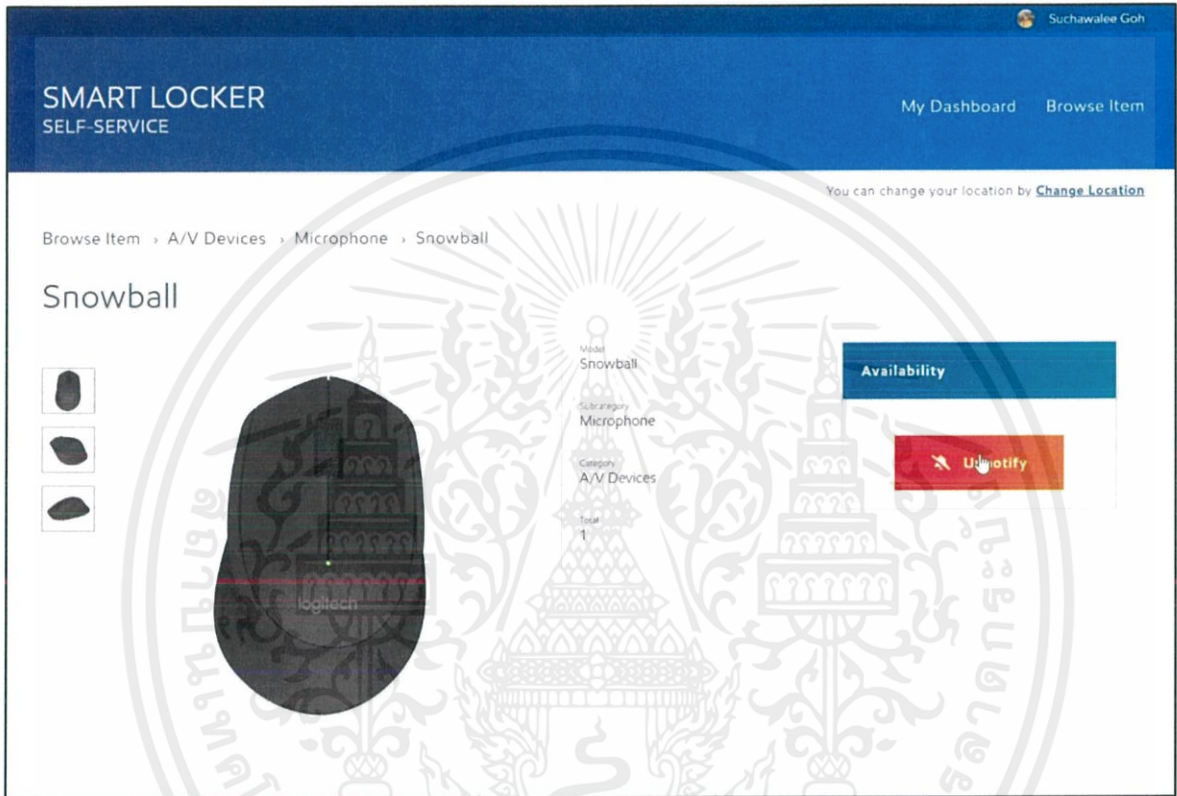 Suchawalee Goh
SMART LOCKER
SELF-SERVICE
My Dashboard
Browse Item
You can change your location by Change Location
Browse Item › A/V Devices › Microphone › Snowball
Snowball
Model
Snowball
Subcategory
Microphone
Category
A/V Devices
Total
1
Availability
Unnotify
logitech